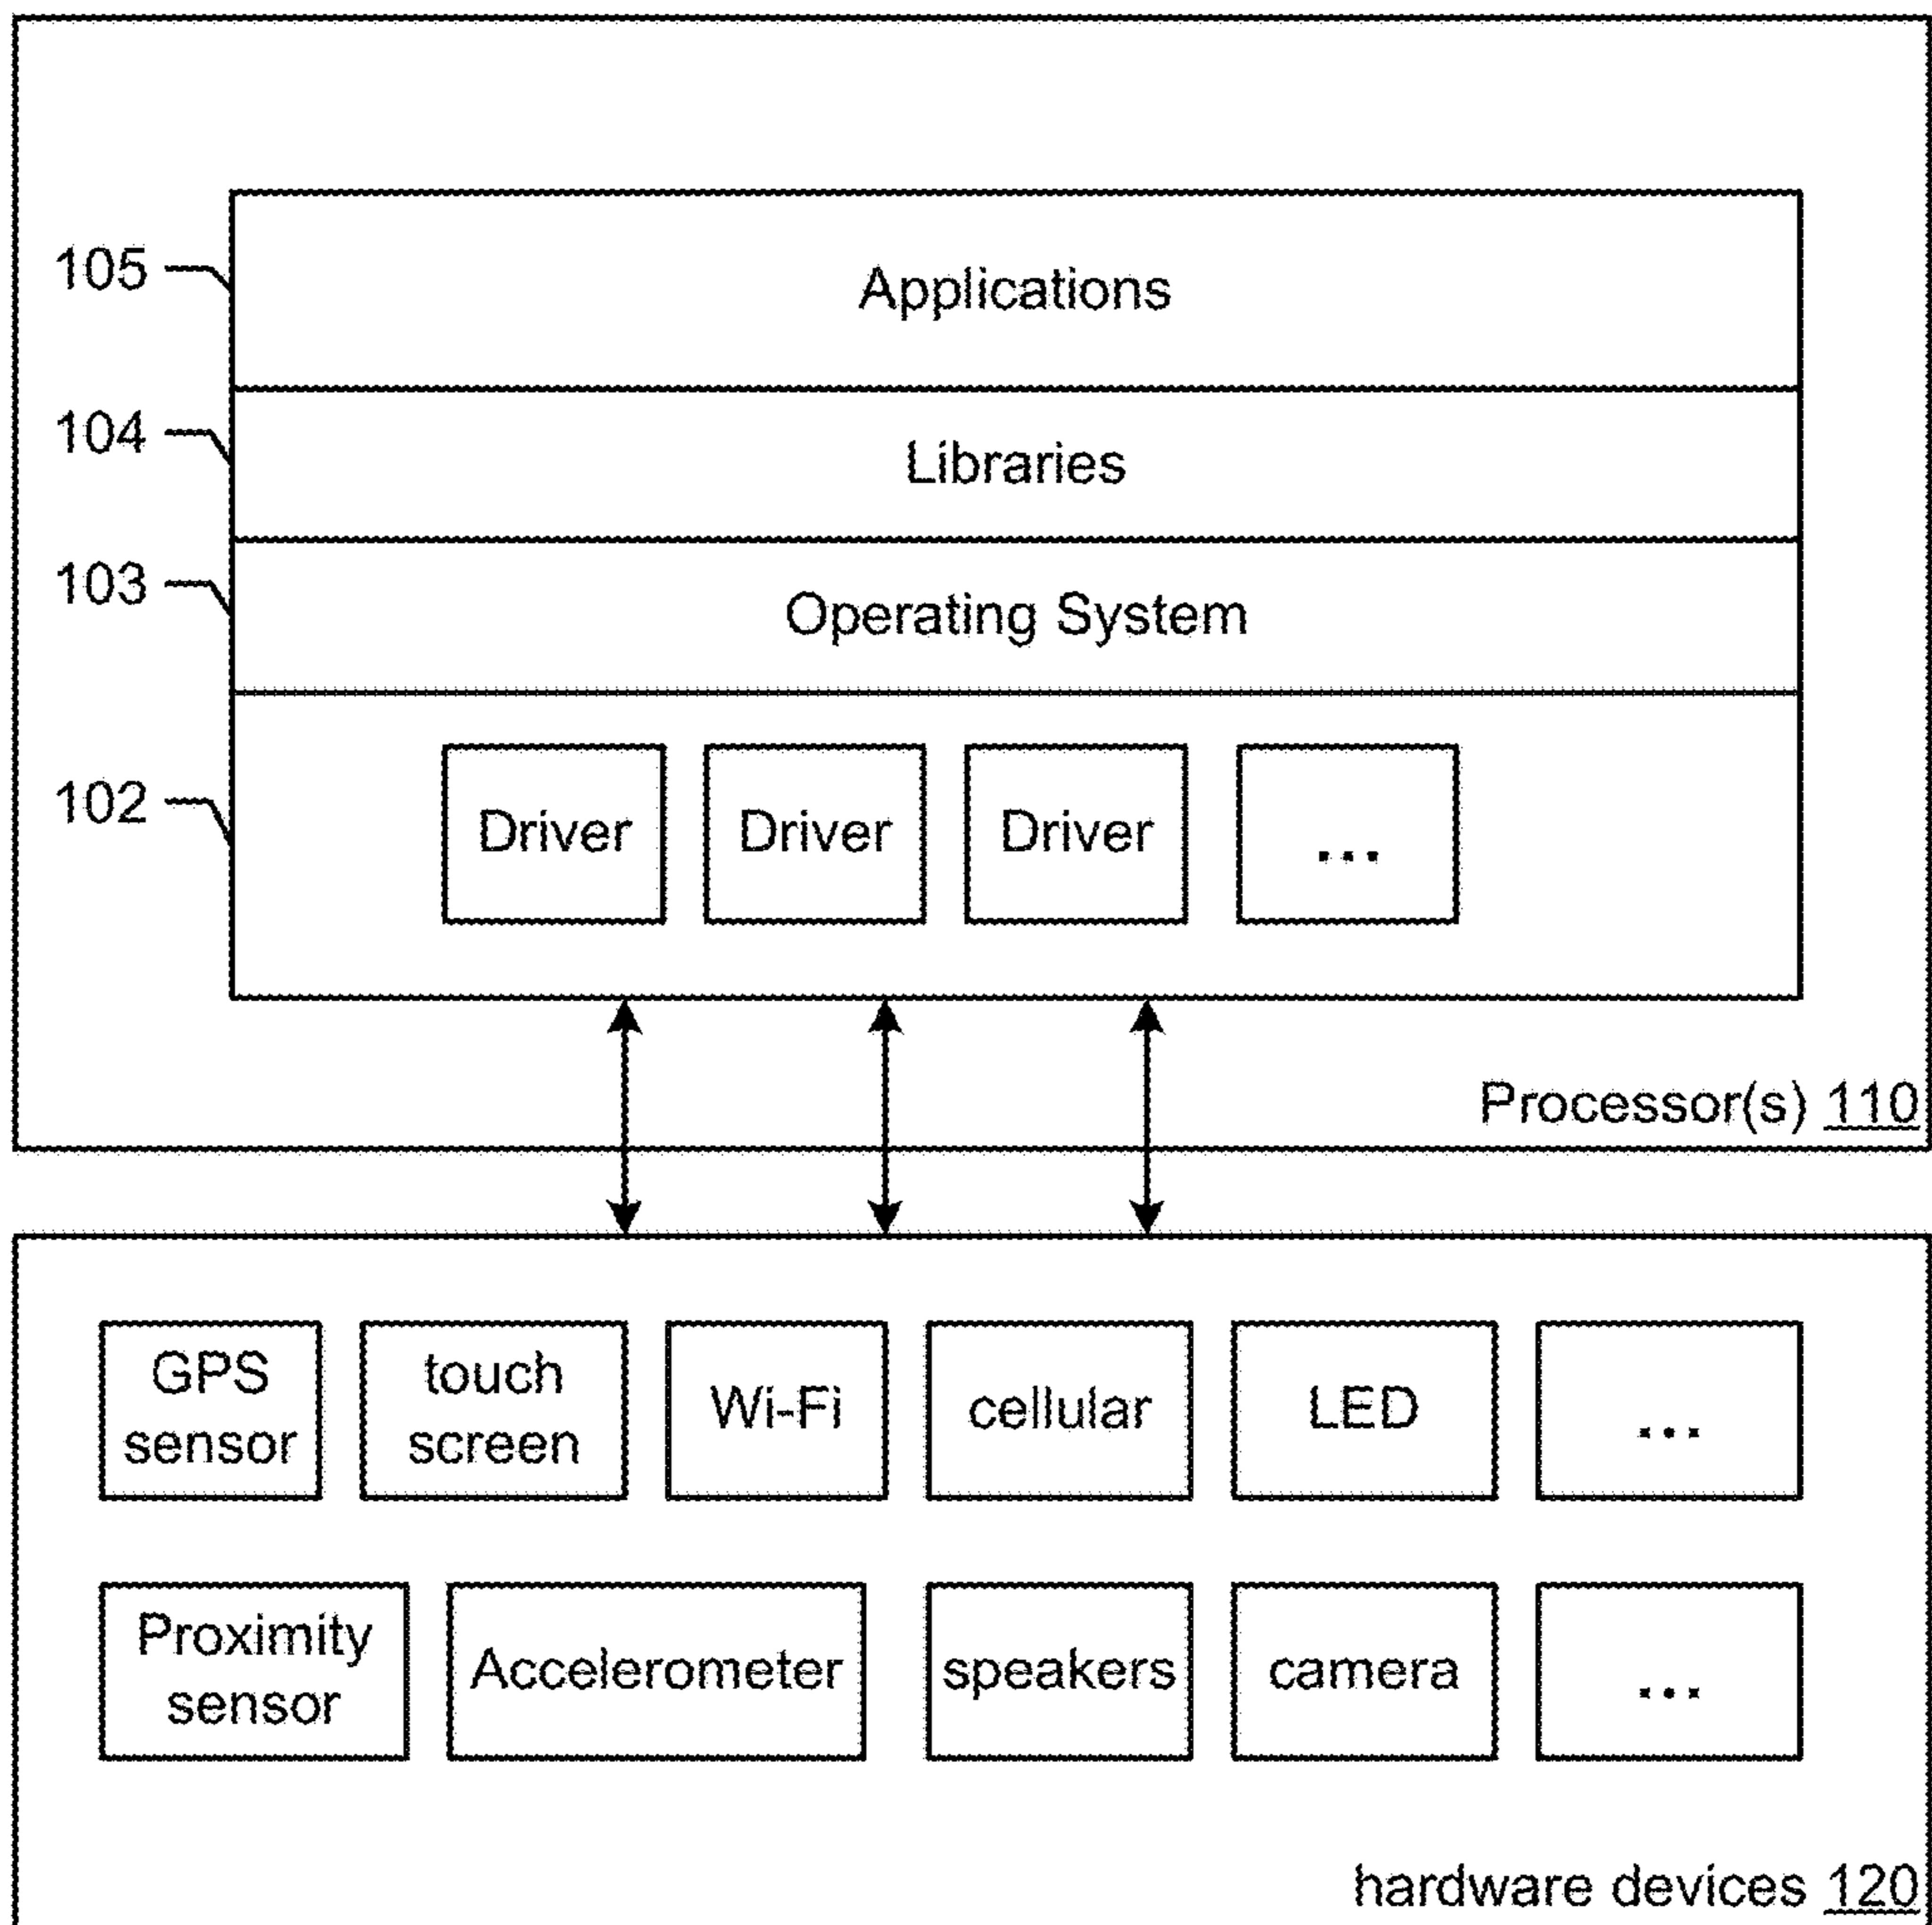 105
Applications
104
Libraries
103
Operating System
102
Driver
Driver
Driver
...
Processor(s) 110
GPS
sensor
touch
screen
Wi-Fi
cellular
LED
...
Proximity
sensor
Accelerometer
speakers
camera
...
hardware devices 120